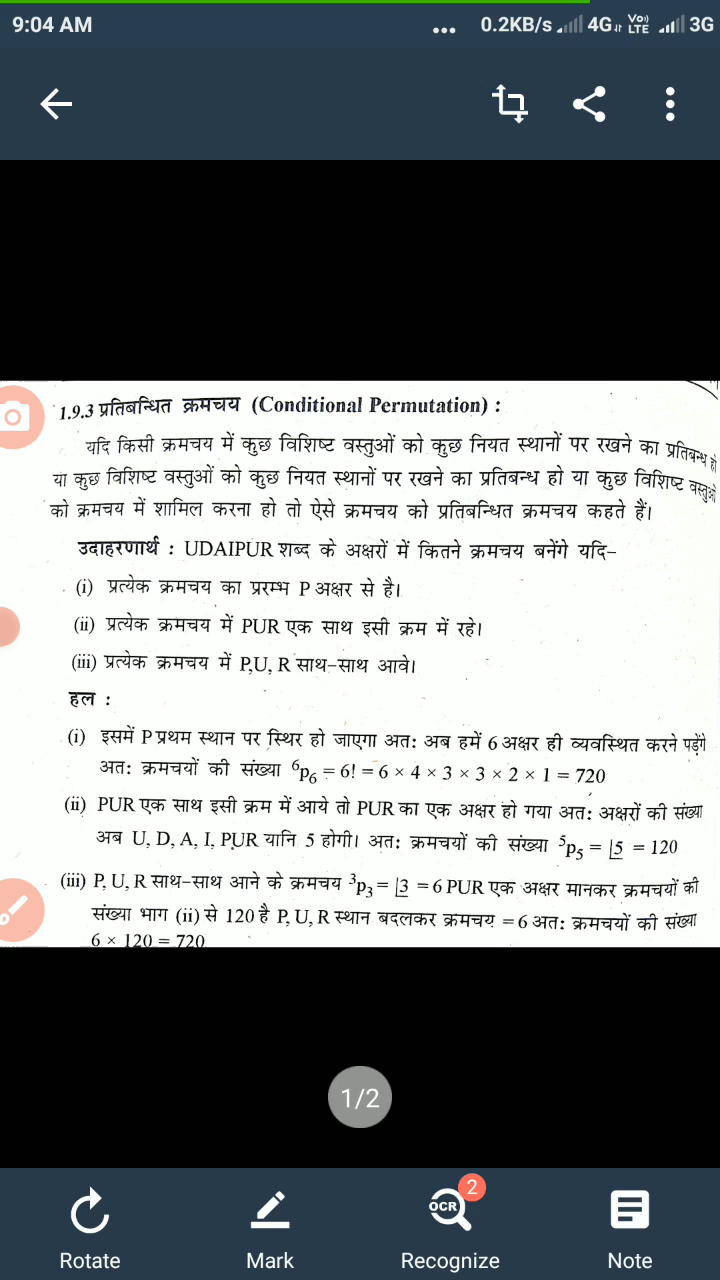 9:04 AM ... 0.2KB/s 4G VoLTE 3G
1.9.3 प्रतिबन्धित क्रमचय (Conditional Permutation) :
यदि किसी क्रमचय में कुछ विशिष्ट वस्तुओं को कुछ नियत स्थानों पर रखने का प्रतिबन्ध हो
या कुछ विशिष्ट वस्तुओं को कुछ नियत स्थानों पर रखने का प्रतिबन्ध हो या कुछ विशिष्ट वस्तुओं
को क्रमचय में शामिल करना हो तो ऐसे क्रमचय को प्रतिबन्धित क्रमचय कहते हैं।
उदाहरणार्थ : UDAIPUR शब्द के अक्षरों में कितने क्रमचय बनेंगे यदि–
(i) प्रत्येक क्रमचय का प्ररम्भ P अक्षर से है।
(ii) प्रत्येक क्रमचय में PUR एक साथ इसी क्रम में रहे।
(iii) प्रत्येक क्रमचय में P,U, R साथ-साथ आवे।
हल :
(i) इसमें P प्रथम स्थान पर स्थिर हो जाएगा अत: अब हमें 6 अक्षर ही व्यवस्थित करने पड़ेंगे
अत: क्रमचयों की संख्या ⁶p₆ = 6! = 6 × 4 × 3 × 3 × 2 × 1 = 720
(ii) PUR एक साथ इसी क्रम में आये तो PUR का एक अक्षर हो गया अत: अक्षरों की संख्या
अब U, D, A, I, PUR यानि 5 होगी। अत: क्रमचयों की संख्या ⁵p₅ = |5 = 120
(iii) P, U, R साथ-साथ आने के क्रमचय ³p₃ = |3 = 6 PUR एक अक्षर मानकर क्रमचयों की
संख्या भाग (ii) से 120 है P, U, R स्थान बदलकर क्रमचय = 6 अत: क्रमचयों की संख्या
6 × 120 = 720
1/2
OCR 2
Rotate Mark Recognize Note